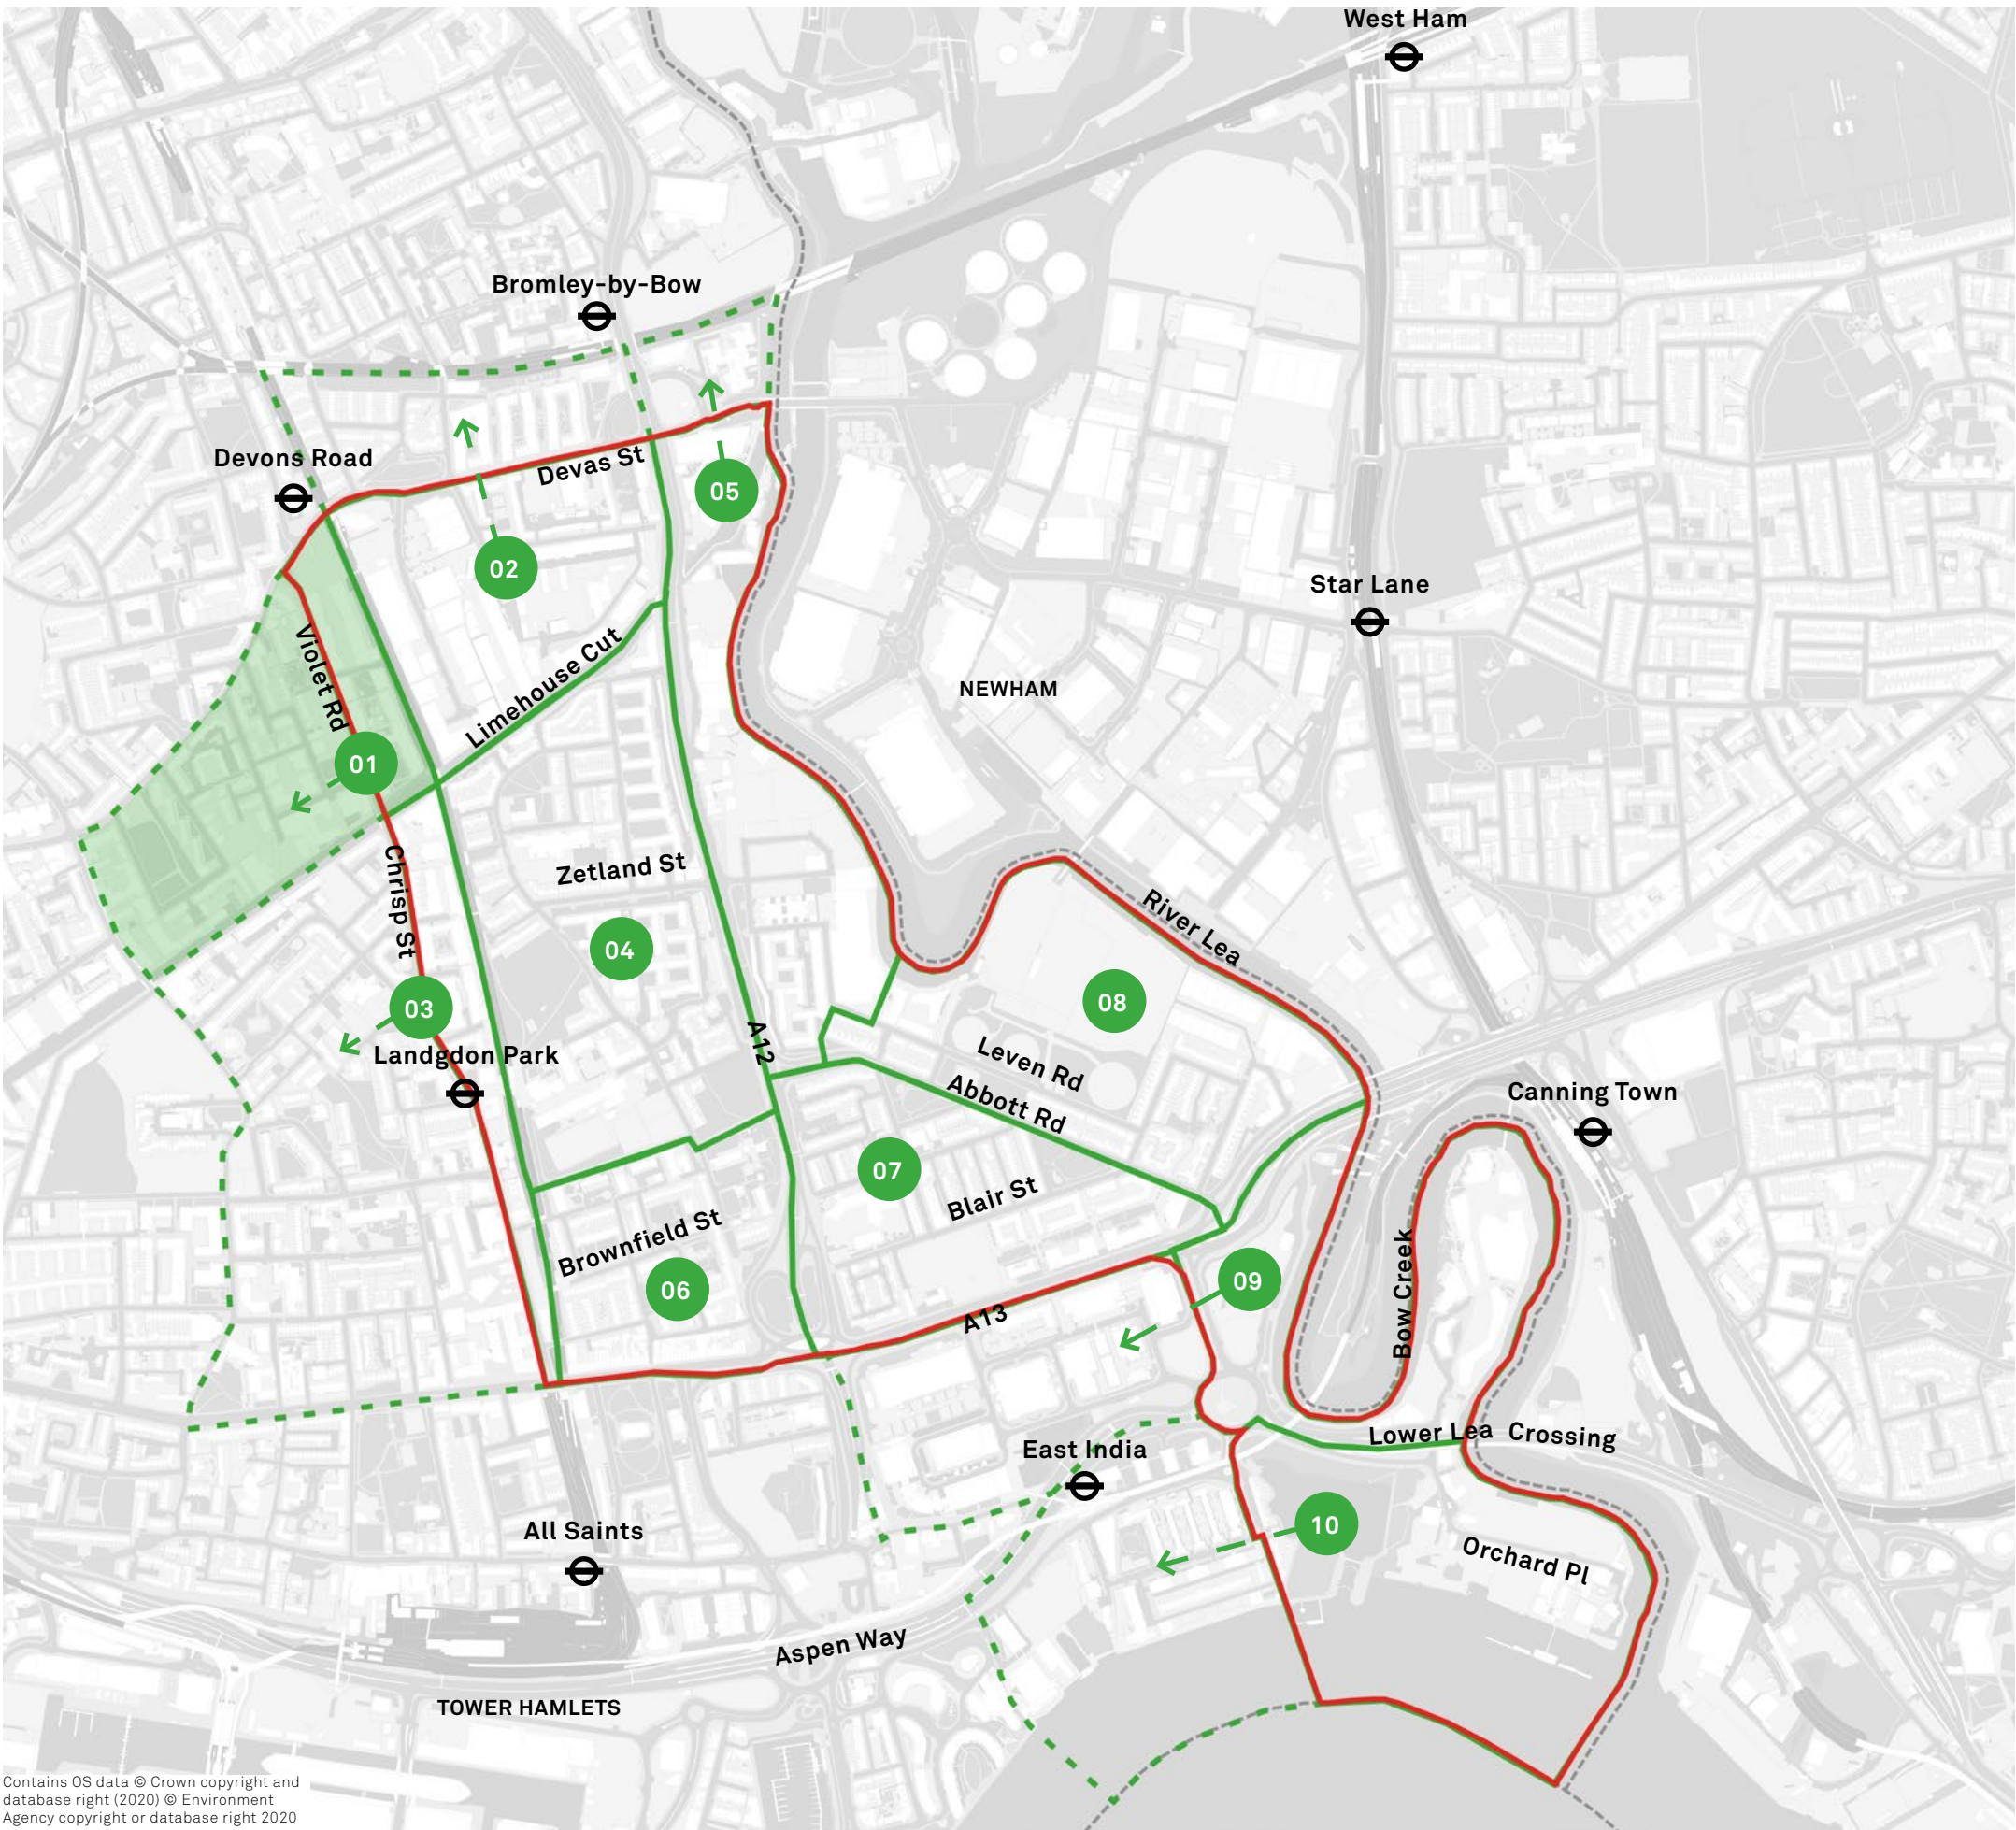 West Ham
Bromley-by-Bow
Devons Road
Devas St
05
02
Star Lane
Violet Rd
Limehouse Cut
NEWHAM
01
Chrisp St
Zetland St
River Lea
04
03
08
A12
Landgdon Park
Leven Rd
Abbott Rd
Canning Town
07
Blair St
Brownfield St
06
09
Bow Creek
A13
Lower Lea Crossing
East India
10
All Saints
Orchard Pl
Aspen Way
TOWER HAMLETS
Contains OS data © Crown copyright and
database right (2020) © Environment
Agency copyright or database right 2020